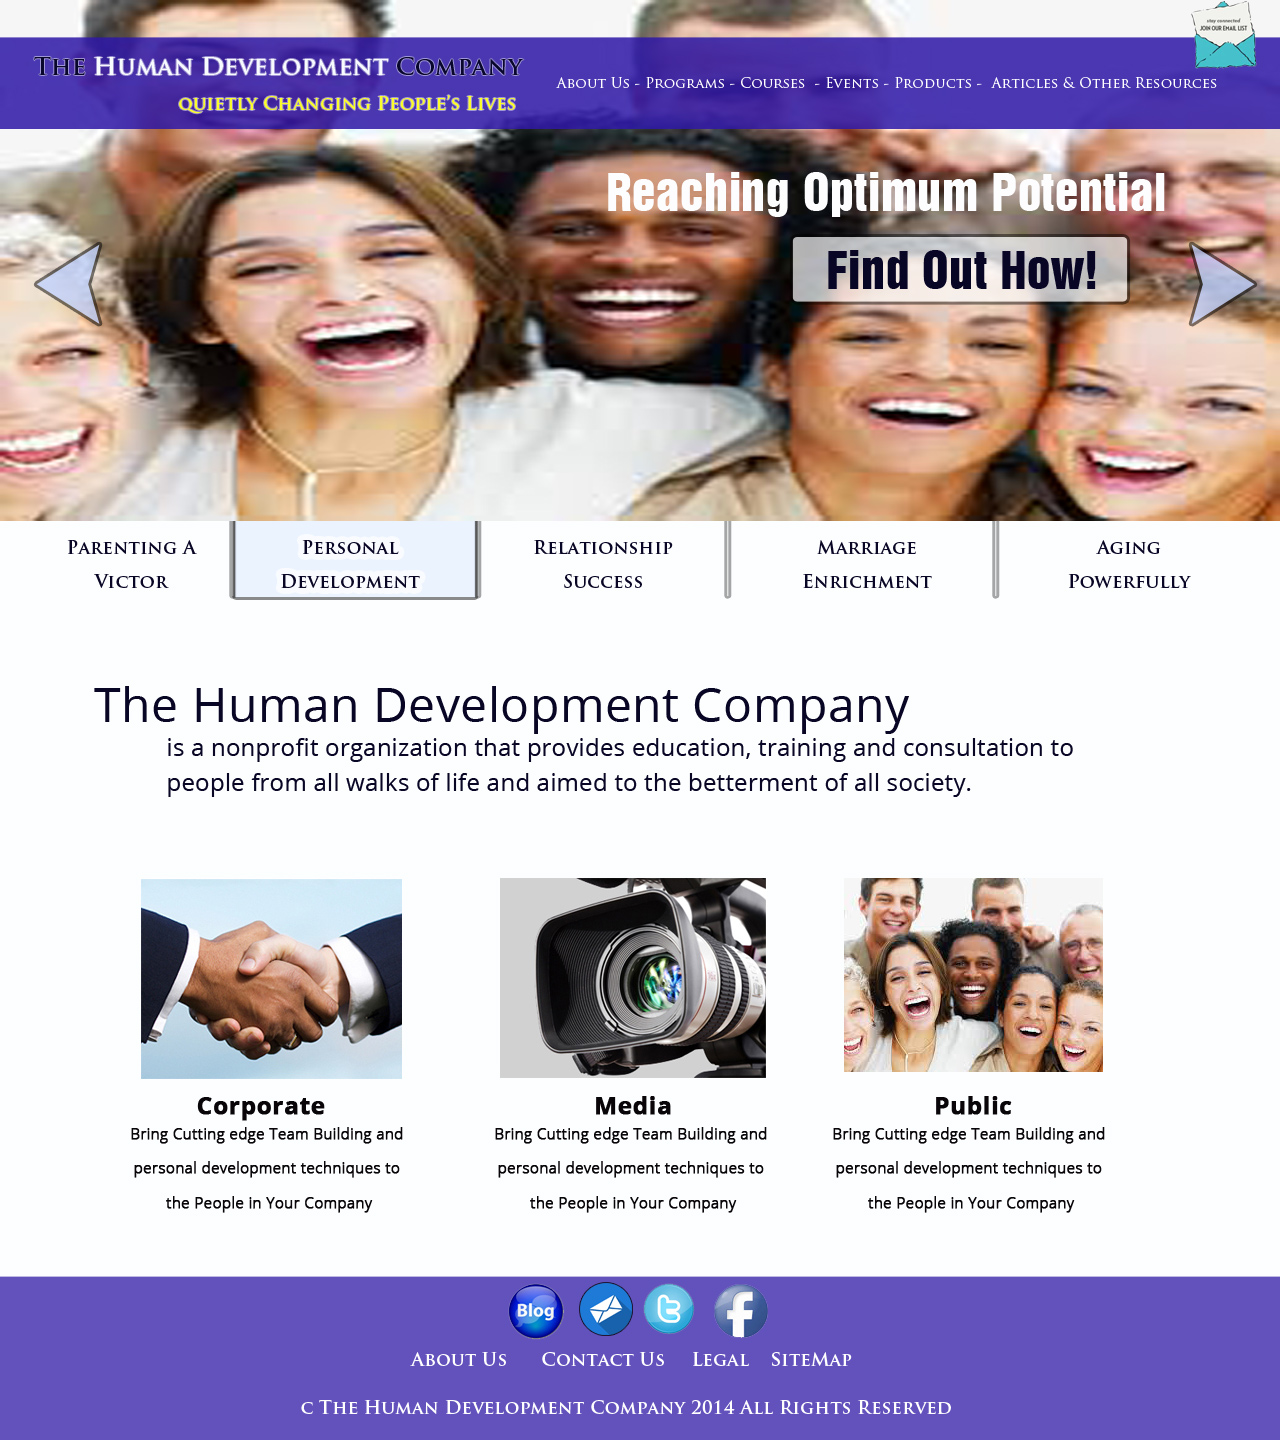 stay connected
JOIN OUR EMAIL LIST
The Human Development Company
quietly Changing People's Lives
About Us - Programs - Courses - Events - Products - Articles & Other Resources
Reaching Optimum Potential
Find Out How!
Parenting A
Victor
Personal
Development
Relationship
Success
Marriage
Enrichment
Aging
Powerfully
The Human Development Company
is a nonprofit organization that provides education, training and consultation to
people from all walks of life and aimed to the betterment of all society.
Corporate
Bring Cutting edge Team Building and
personal development techniques to
the People in Your Company
Media
Bring Cutting edge Team Building and
personal development techniques to
the People in Your Company
Public
Bring Cutting edge Team Building and
personal development techniques to
the People in Your Company
Blog
About Us Contact Us Legal SiteMap
c The Human Development Company 2014 All Rights Reserved